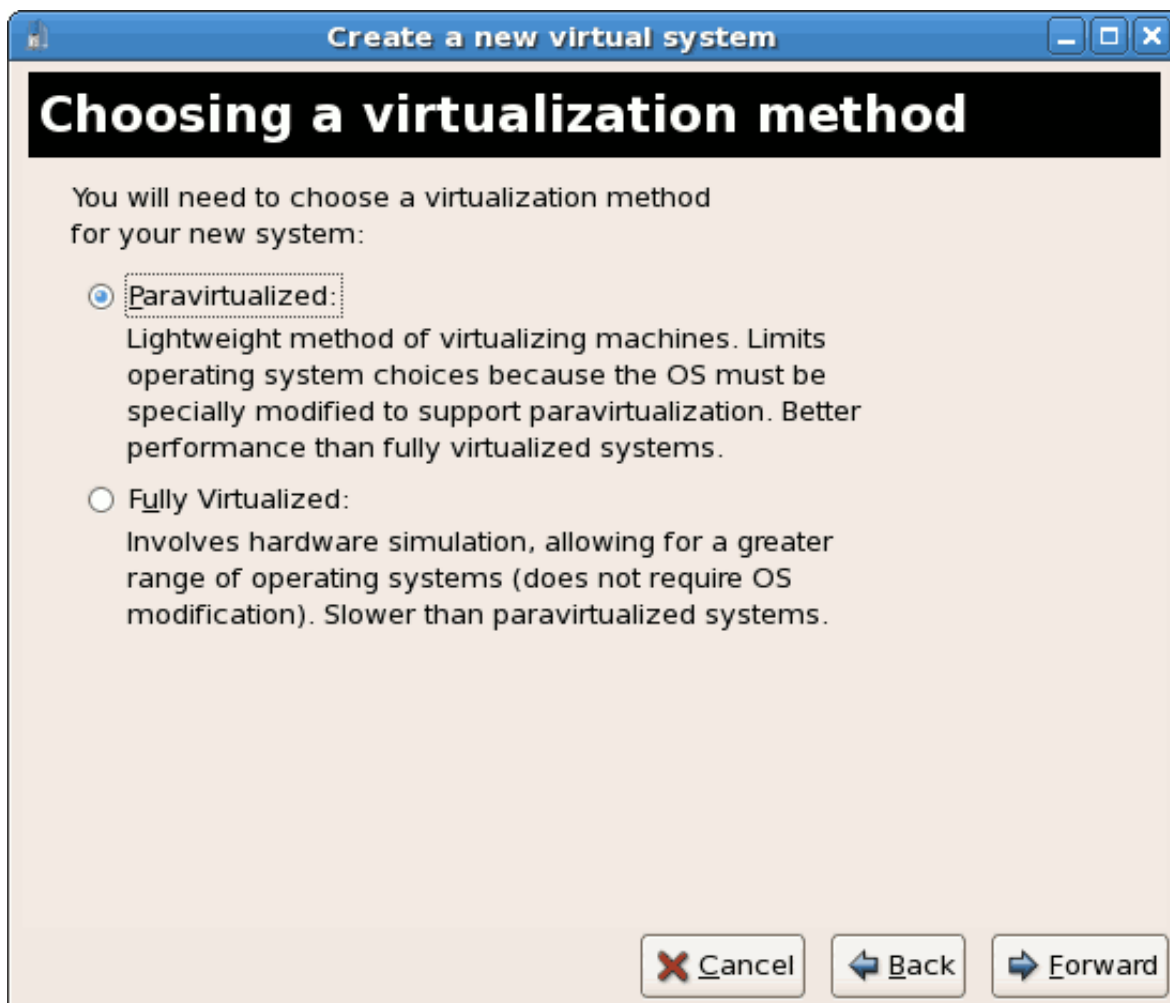 Create a new virtual system
Choosing a virtualization method
You will need to choose a virtualization method
for your new system:
Paravirtualized:
Lightweight method of virtualizing machines. Limits
operating system choices because the OS must be
specially modified to support paravirtualization. Better
performance than fully virtualized systems.
Fully Virtualized:
Involves hardware simulation, allowing for a greater
range of operating systems (does not require OS
modification). Slower than paravirtualized systems.
Cancel Back Forward